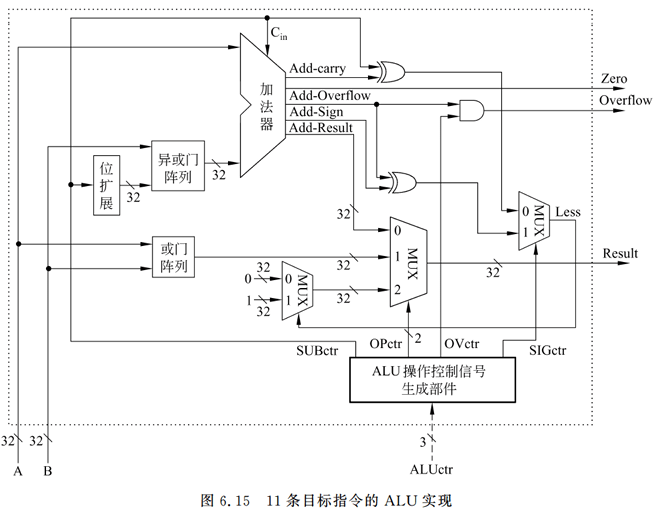 Cin
Add-carry
Zero
Add-Overflow
Overflow
Add-Sign
Add-Result
加法器
异或门
阵列
位扩展
32
32
0
MUX
1
Less
32
0
或门
阵列
1
MUX
2
Result
32
32
32
0
32
0
1
32
1
MUX
32
2
SUBctr
OPctr
OVctr
SIGctr
ALU 操作控制信号
生成部件
32
32
3
A
B
ALUctr
图 6.15 11 条目标指令的 ALU 实现